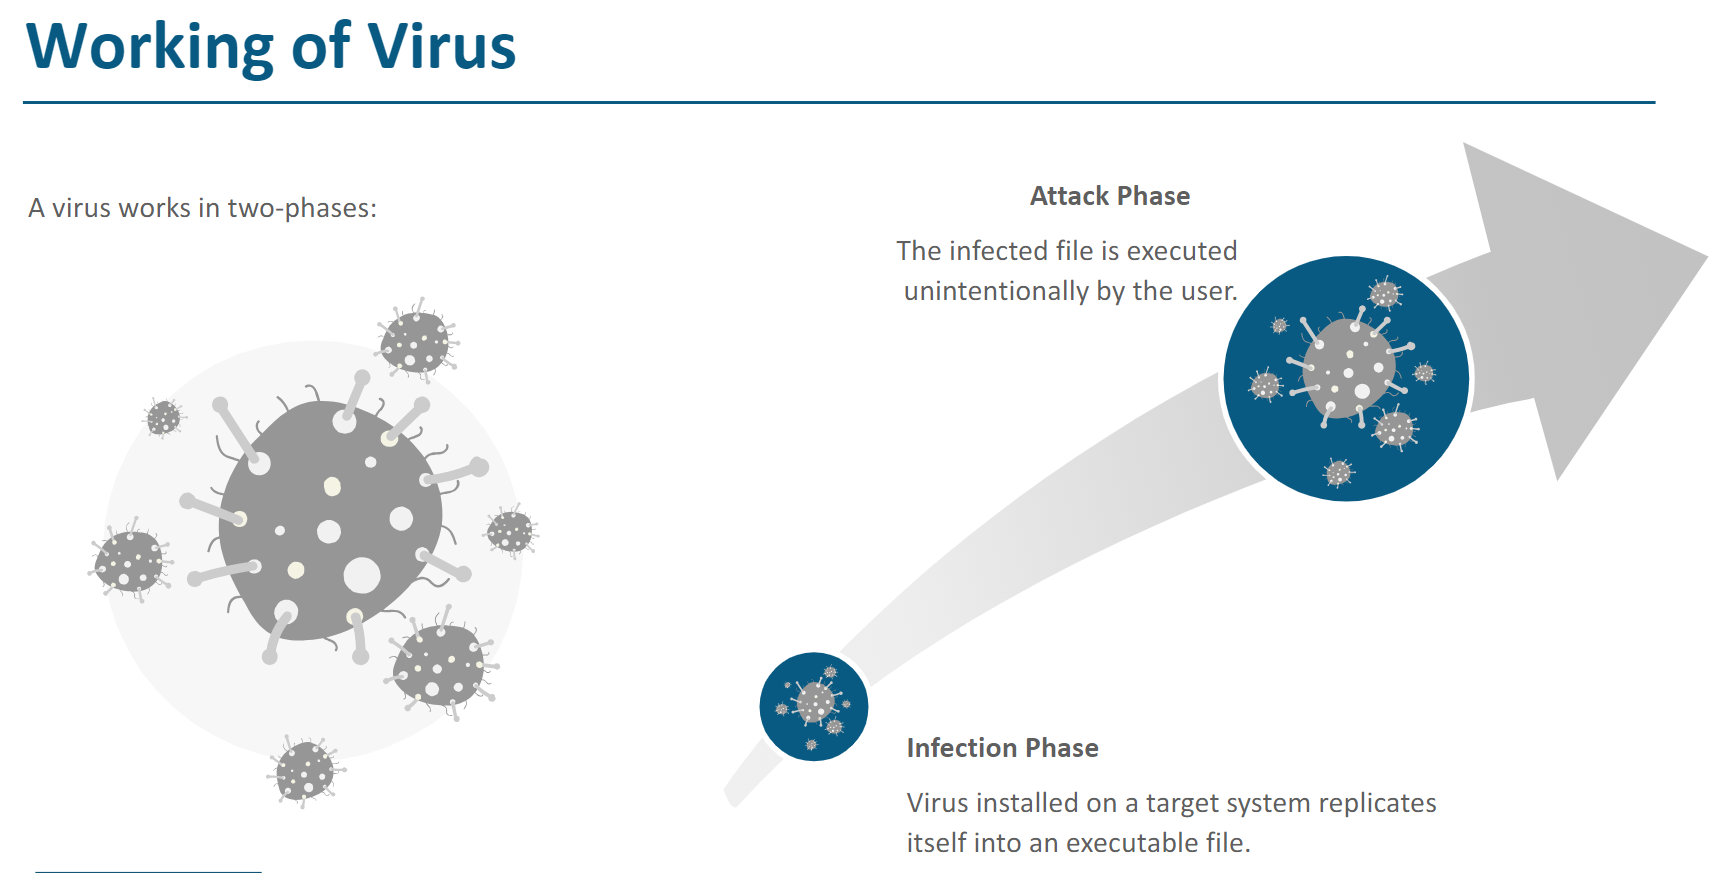 Working of Virus
A virus works in two-phases:
Attack Phase
The infected file is executed
unintentionally by the user.
Infection Phase
Virus installed on a target system replicates
itself into an executable file.